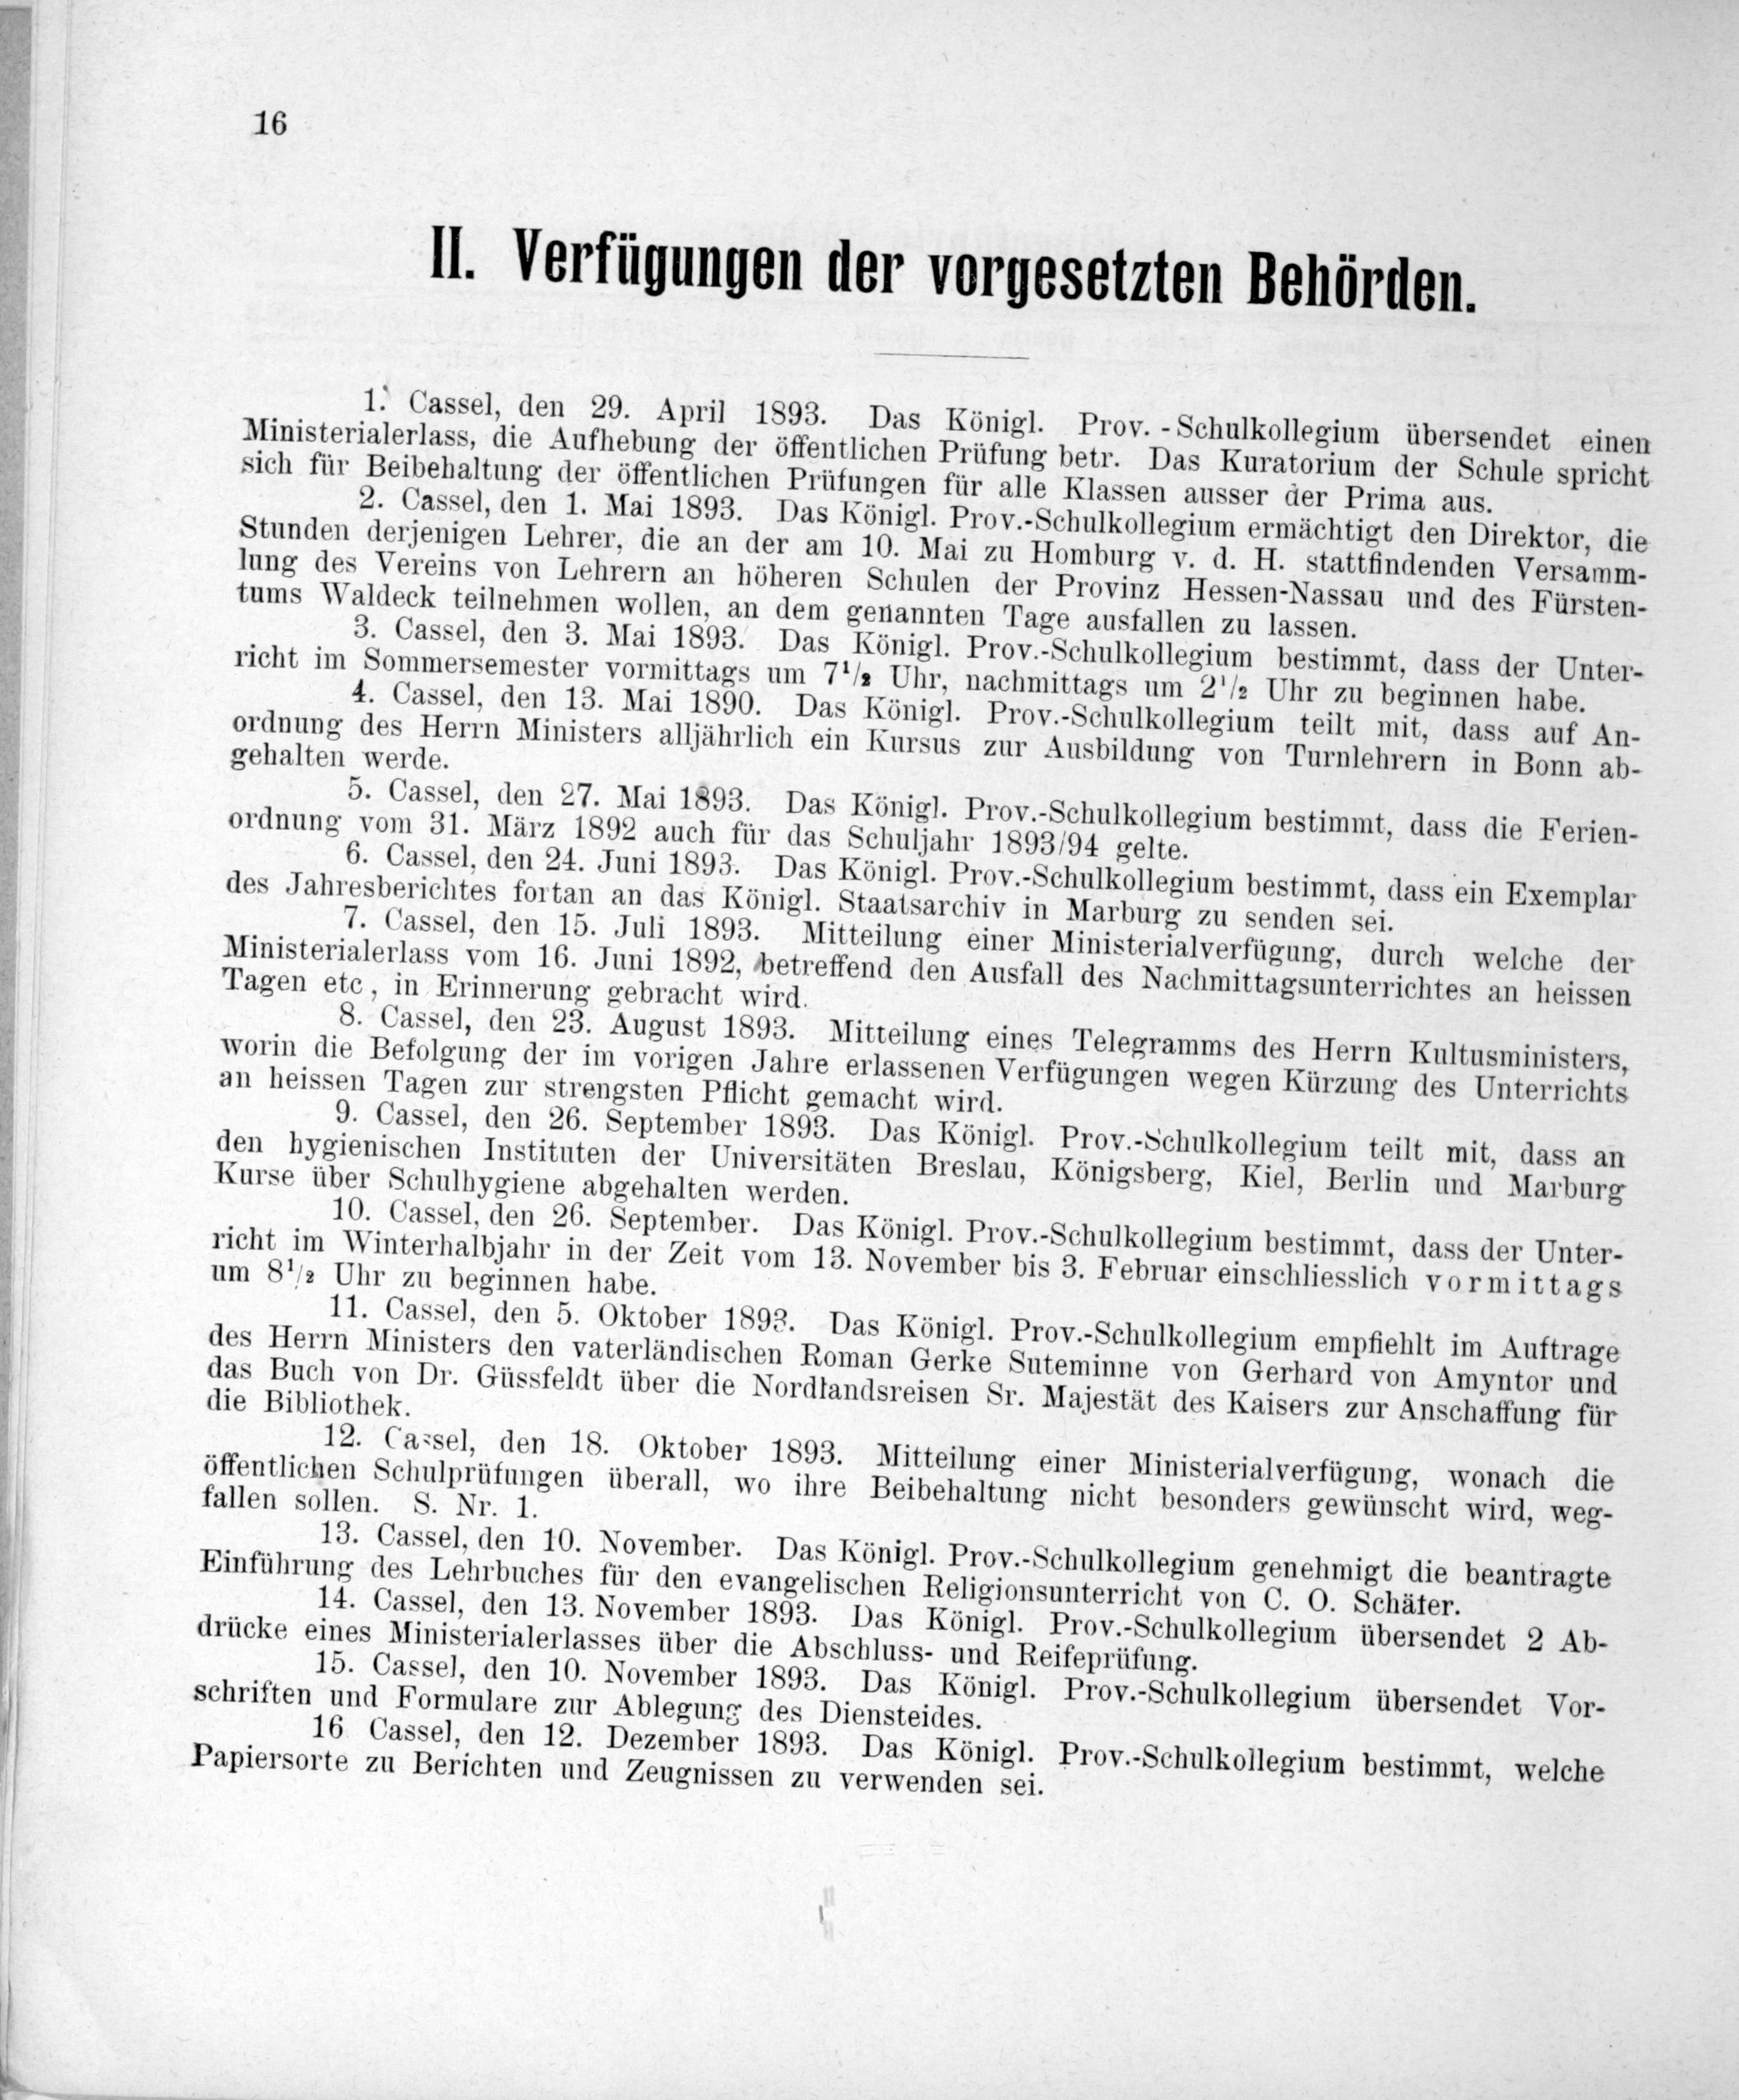 16
II. Verfügungen der vorgesetzten Behörden.
1. Cassel, den 29. April 1893. Das Königl. Prov.-Schulkollegium übersendet einen
Ministerialerlass, die Aufhebung der öffentlichen Prüfung betr. Das Kuratorium der Schule spricht
sich für Beibehaltung der öffentlichen Prüfungen für alle Klassen ausser der Prima aus.
2. Cassel, den 1. Mai 1893. Das Königl. Prov.-Schulkollegium ermächtigt den Direktor, die
Stunden derjenigen Lehrer, die an der am 10. Mai zu Homburg v. d. H. stattfindenden Versamm-
lung des Vereins von Lehrern an höheren Schulen der Provinz Hessen-Nassau und des Fürsten-
tums Waldeck teilnehmen wollen, an dem genannten Tage ausfallen zu lassen.
3. Cassel, den 3. Mai 1893. Das Königl. Prov.-Schulkollegium bestimmt, dass der Unter-
richt im Sommersemester vormittags um 7½ Uhr, nachmittags um 2½ Uhr zu beginnen habe.
4. Cassel, den 13. Mai 1890. Das Königl. Prov.-Schulkollegium teilt mit, dass auf An-
ordnung des Herrn Ministers alljährlich ein Kursus zur Ausbildung von Turnlehrern in Bonn ab-
gehalten werde.
5. Cassel, den 27. Mai 1893. Das Königl. Prov.-Schulkollegium bestimmt, dass die Ferien-
ordnung vom 31. März 1892 auch für das Schuljahr 1893/94 gelte.
6. Cassel, den 24. Juni 1893. Das Königl. Prov.-Schulkollegium bestimmt, dass ein Exemplar
des Jahresberichtes fortan an das Königl. Staatsarchiv in Marburg zu senden sei.
7. Cassel, den 15. Juli 1893. Mitteilung einer Ministerialverfügung, durch welche der
Ministerialerlass vom 16. Juni 1892, betreffend den Ausfall des Nachmittagsunterrichtes an heissen
Tagen etc, in Erinnerung gebracht wird.
8. Cassel, den 23. August 1893. Mitteilung eines Telegramms des Herrn Kultusministers,
worin die Befolgung der im vorigen Jahre erlassenen Verfügungen wegen Kürzung des Unterrichts
an heissen Tagen zur strengsten Pflicht gemacht wird.
9. Cassel, den 26. September 1893. Das Königl. Prov.-Schulkollegium teilt mit, dass an
den hygienischen Instituten der Universitäten Breslau, Königsberg, Kiel, Berlin und Marburg
Kurse über Schulhygiene abgehalten werden.
10. Cassel, den 26. September. Das Königl. Prov.-Schulkollegium bestimmt, dass der Unter-
richt im Winterhalbjahr in der Zeit vom 13. November bis 3. Februar einschliesslich vormittags
um 8½ Uhr zu beginnen habe.
11. Cassel, den 5. Oktober 1893. Das Königl. Prov.-Schulkollegium empfiehlt im Auftrage
des Herrn Ministers den vaterländischen Roman Gerke Suteminne von Gerhard von Amyntor und
das Buch von Dr. Güssfeldt über die Nordlandsreisen Sr. Majestät des Kaisers zur Anschaffung für
die Bibliothek.
12. Cassel, den 18. Oktober 1893. Mitteilung einer Ministerialverfügung, wonach die
öffentlichen Schulprüfungen überall, wo ihre Beibehaltung nicht besonders gewünscht wird, weg-
fallen sollen. S. Nr. 1.
13. Cassel, den 10. November. Das Königl. Prov.-Schulkollegium genehmigt die beantragte
Einführung des Lehrbuches für den evangelischen Religionsunterricht von C. O. Schäfer.
14. Cassel, den 13. November 1893. Das Königl. Prov.-Schulkollegium übersendet 2 Ab-
drücke eines Ministerialerlasses über die Abschluss- und Reifeprüfung.
15. Cassel, den 10. November 1893. Das Königl. Prov.-Schulkollegium übersendet Vor-
schriften und Formulare zur Ablegung des Diensteides.
16 Cassel, den 12. Dezember 1893. Das Königl. Prov.-Schulkollegium bestimmt, welche
Papiersorte zu Berichten und Zeugnissen zu verwenden sei.